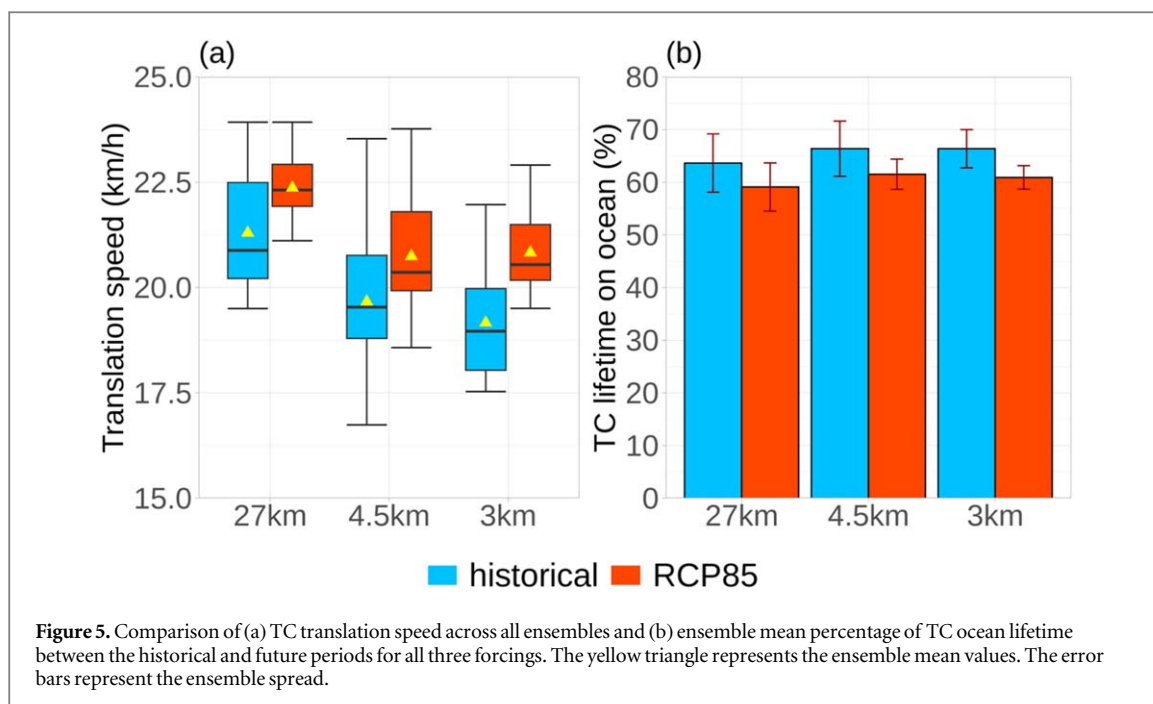 (a)
Translation speed (km/h)
25.0
22.5
20.0
17.5
15.0
27km 4.5km 3km
(b)
TC lifetime on ocean (%)
80
70
60
50
40
30
20
10
0
27km 4.5km 3km
historical RCP85
Figure 5. Comparison of (a) TC translation speed across all ensembles and (b) ensemble mean percentage of TC ocean lifetime
between the historical and future periods for all three forcings. The yellow triangle represents the ensemble mean values. The error
bars represent the ensemble spread.